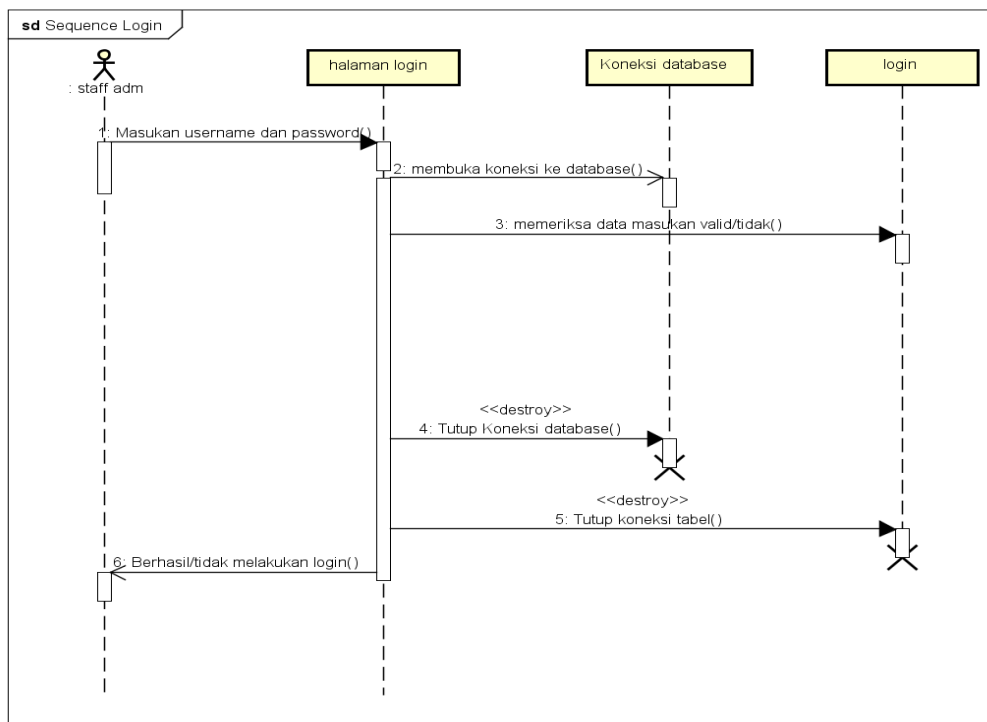 sd Sequence Login
: staff adm
halaman login
Koneksi database
login
1: Masukan username dan password()
2: membuka koneksi ke database()
3: memeriksa data masukan valid/tidak()
<<destroy>>
4: Tutup Koneksi database()
<<destroy>>
5: Tutup koneksi tabel()
6: Berhasil/tidak melakukan login()